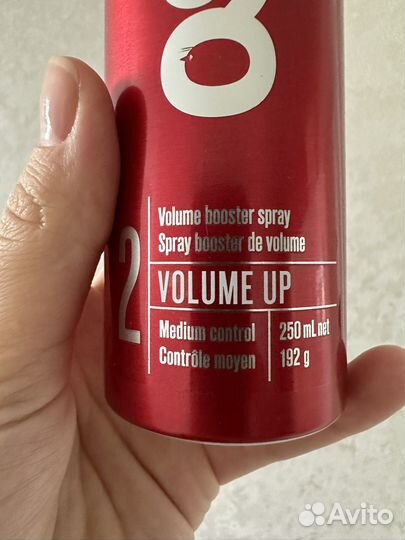 2
Volume booster spray
Spray booster de volume
VOLUME UP
Medium control
Contrôle moyen
250 mL net
192 g
Avito